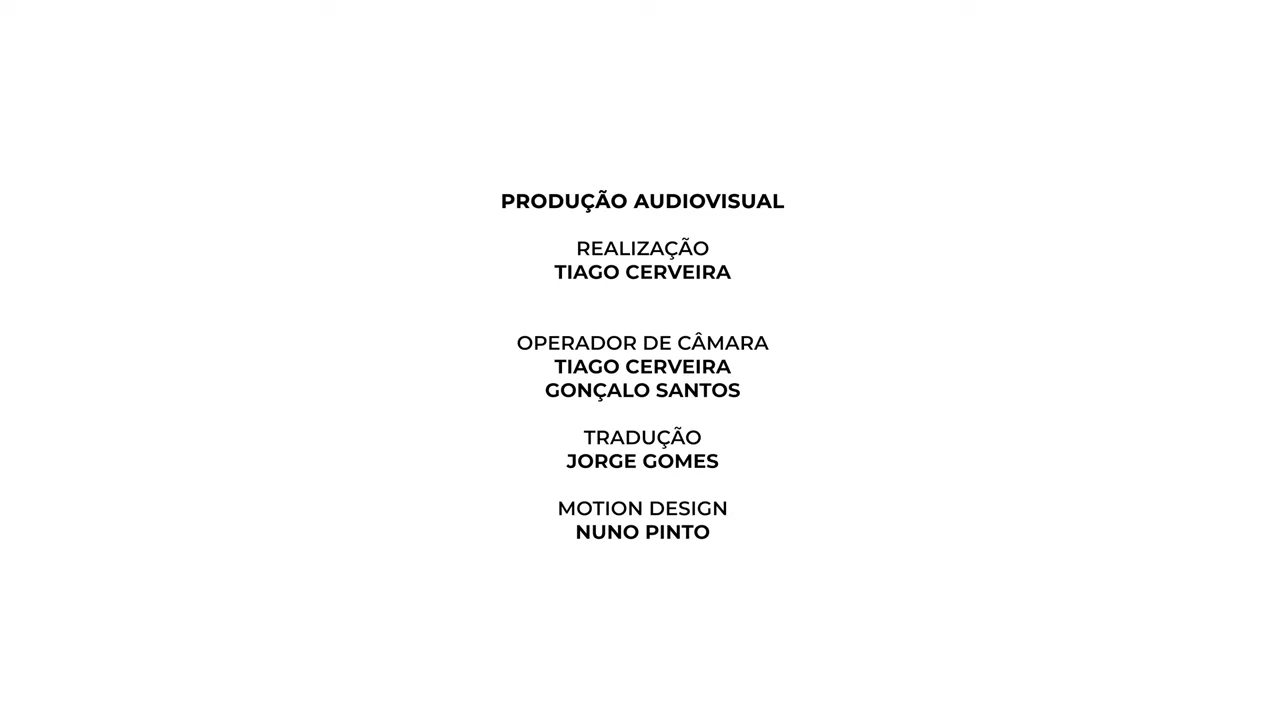 PRODUÇÃO AUDIOVISUAL
REALIZAÇÃO
TIAGO CERVEIRA
OPERADOR DE CÂMARA
TIAGO CERVEIRA
GONÇALO SANTOS
TRADUÇÃO
JORGE GOMES
MOTION DESIGN
NUNO PINTO